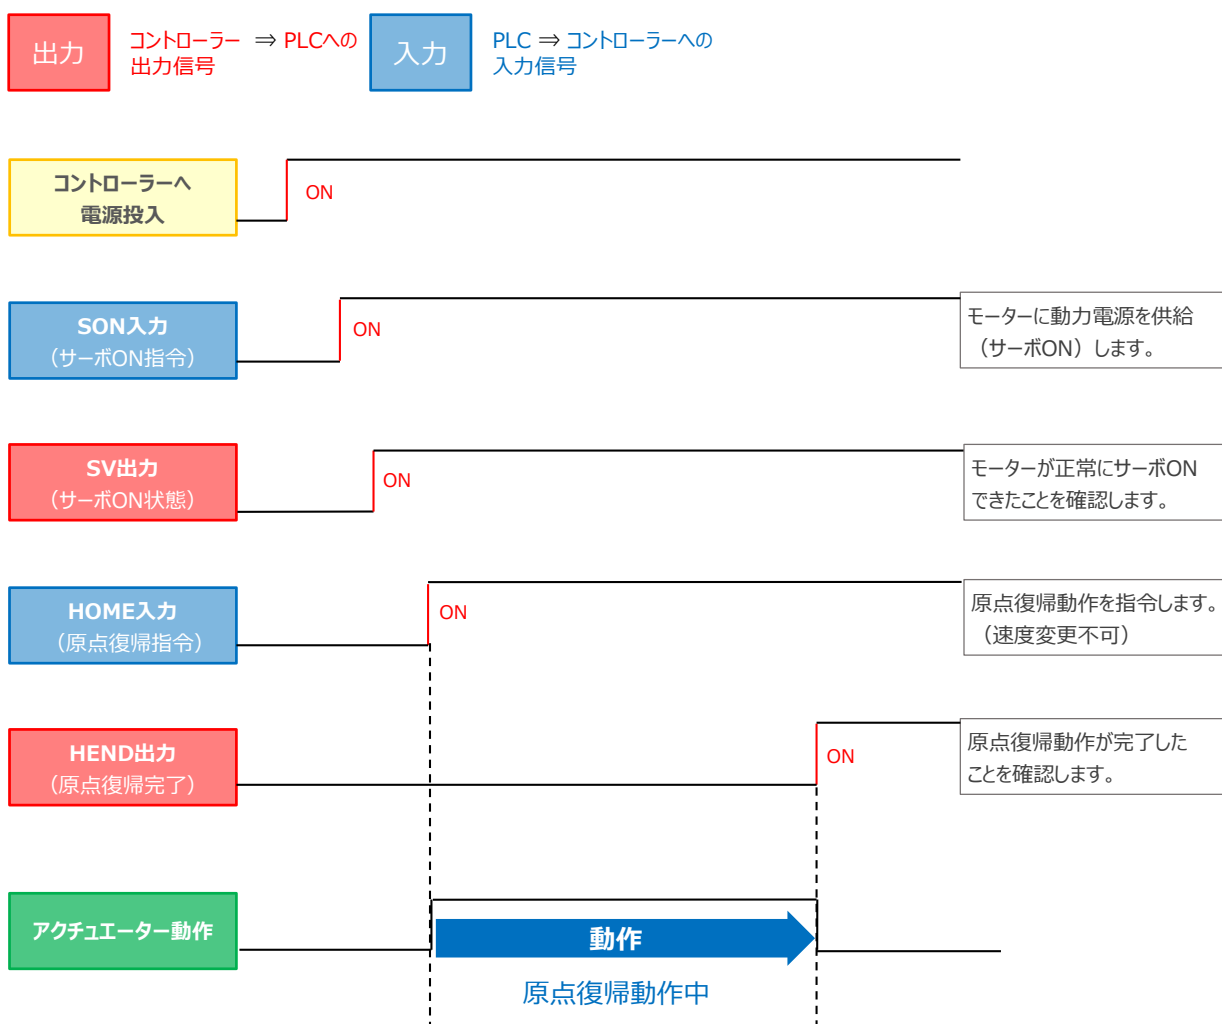 出力
コントローラー ⇒ PLCへの
出力信号
入力
PLC ⇒ コントローラーへの
入力信号
コントローラーへ
電源投入
ON
SON入力
（サーボON指令）
ON
モーターに動力電源を供給
（サーボON）します。
SV出力
（サーボON状態）
ON
モーターが正常にサーボON
できたことを確認します。
HOME入力
（原点復帰指令）
ON
原点復帰動作を指令します。
（速度変更不可）
HEND出力
（原点復帰完了）
ON
原点復帰動作が完了した
ことを確認します。
アクチュエーター動作
動作
原点復帰動作中